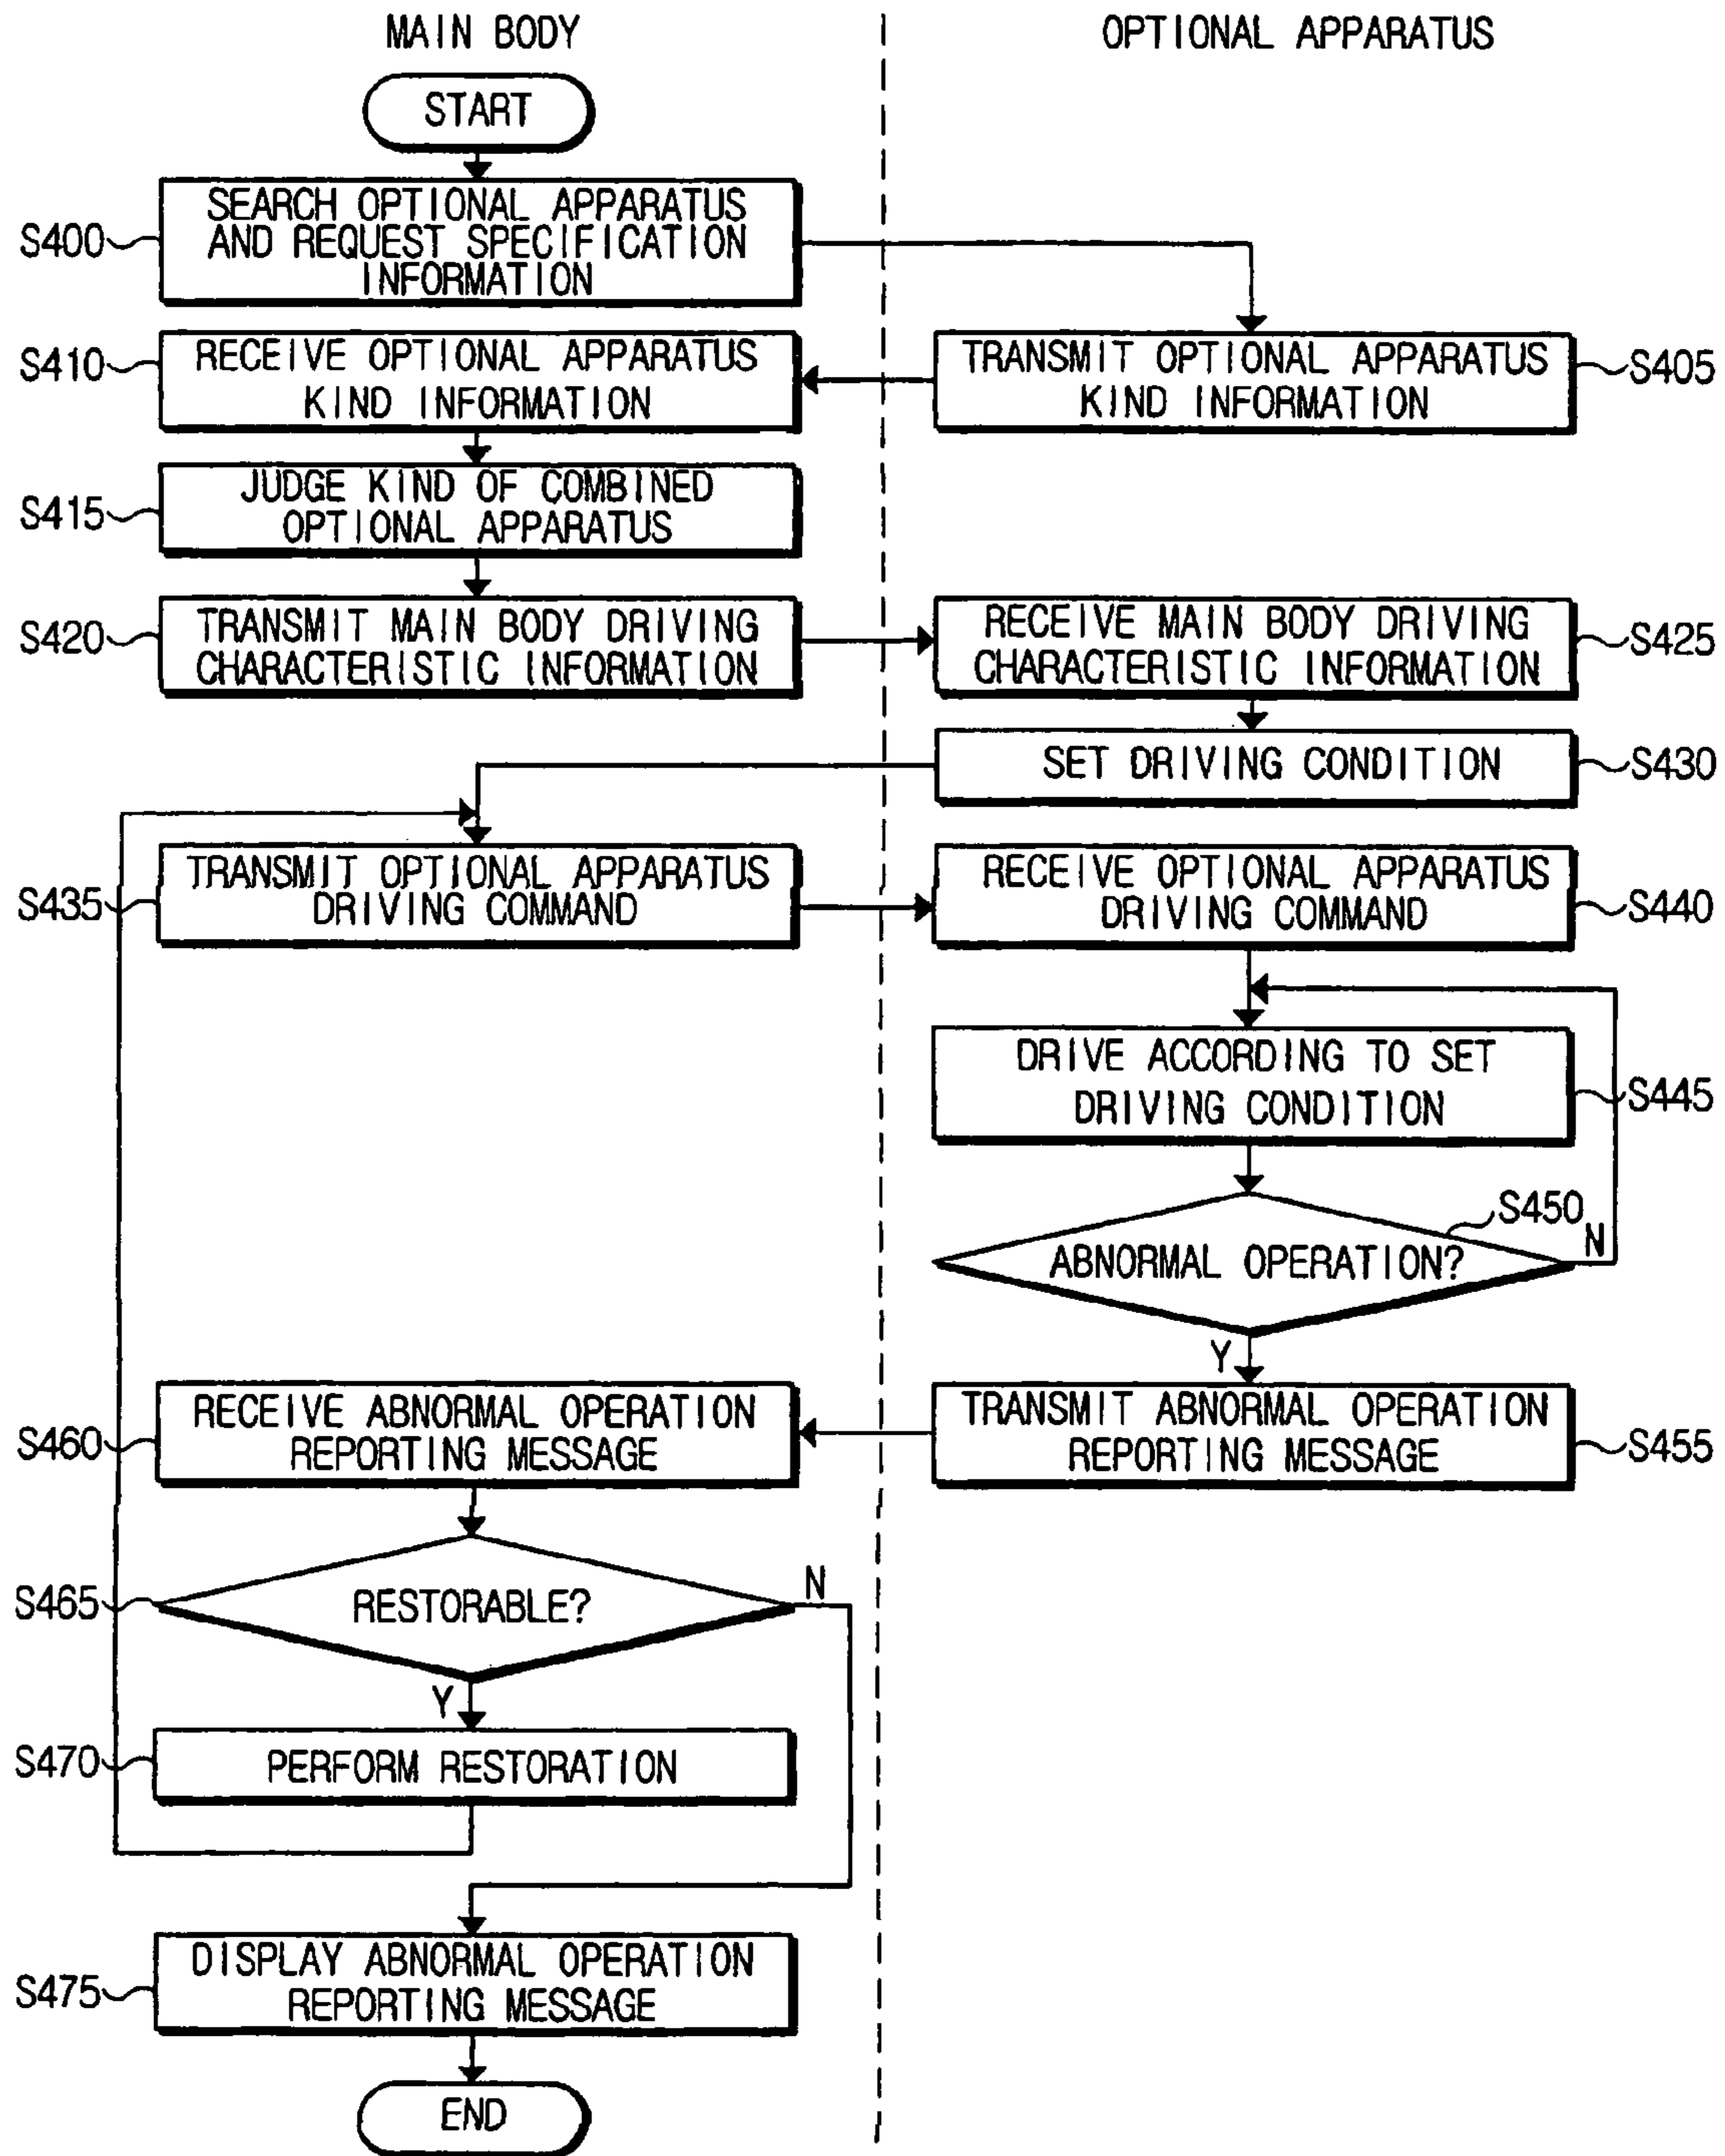 MAIN BODY
OPTIONAL APPARATUS
START
S400
SEARCH OPTIONAL APPARATUS
AND REQUEST SPECIFICATION
INFORMATION
S410
RECEIVE OPTIONAL APPARATUS
KIND INFORMATION
TRANSMIT OPTIONAL APPARATUS
KIND INFORMATION
S405
S415
JUDGE KIND OF COMBINED
OPTIONAL APPARATUS
S420
TRANSMIT MAIN BODY DRIVING
CHARACTERISTIC INFORMATION
RECEIVE MAIN BODY DRIVING
CHARACTERISTIC INFORMATION
S425
SET DRIVING CONDITION
S430
S435
TRANSMIT OPTIONAL APPARATUS
DRIVING COMMAND
RECEIVE OPTIONAL APPARATUS
DRIVING COMMAND
S440
DRIVE ACCORDING TO SET
DRIVING CONDITION
S445
S450
ABNORMAL OPERATION?
N
Y
S460
RECEIVE ABNORMAL OPERATION
REPORTING MESSAGE
TRANSMIT ABNORMAL OPERATION
REPORTING MESSAGE
S455
S465
RESTORABLE?
N
Y
S470
PERFORM RESTORATION
S475
DISPLAY ABNORMAL OPERATION
REPORTING MESSAGE
END